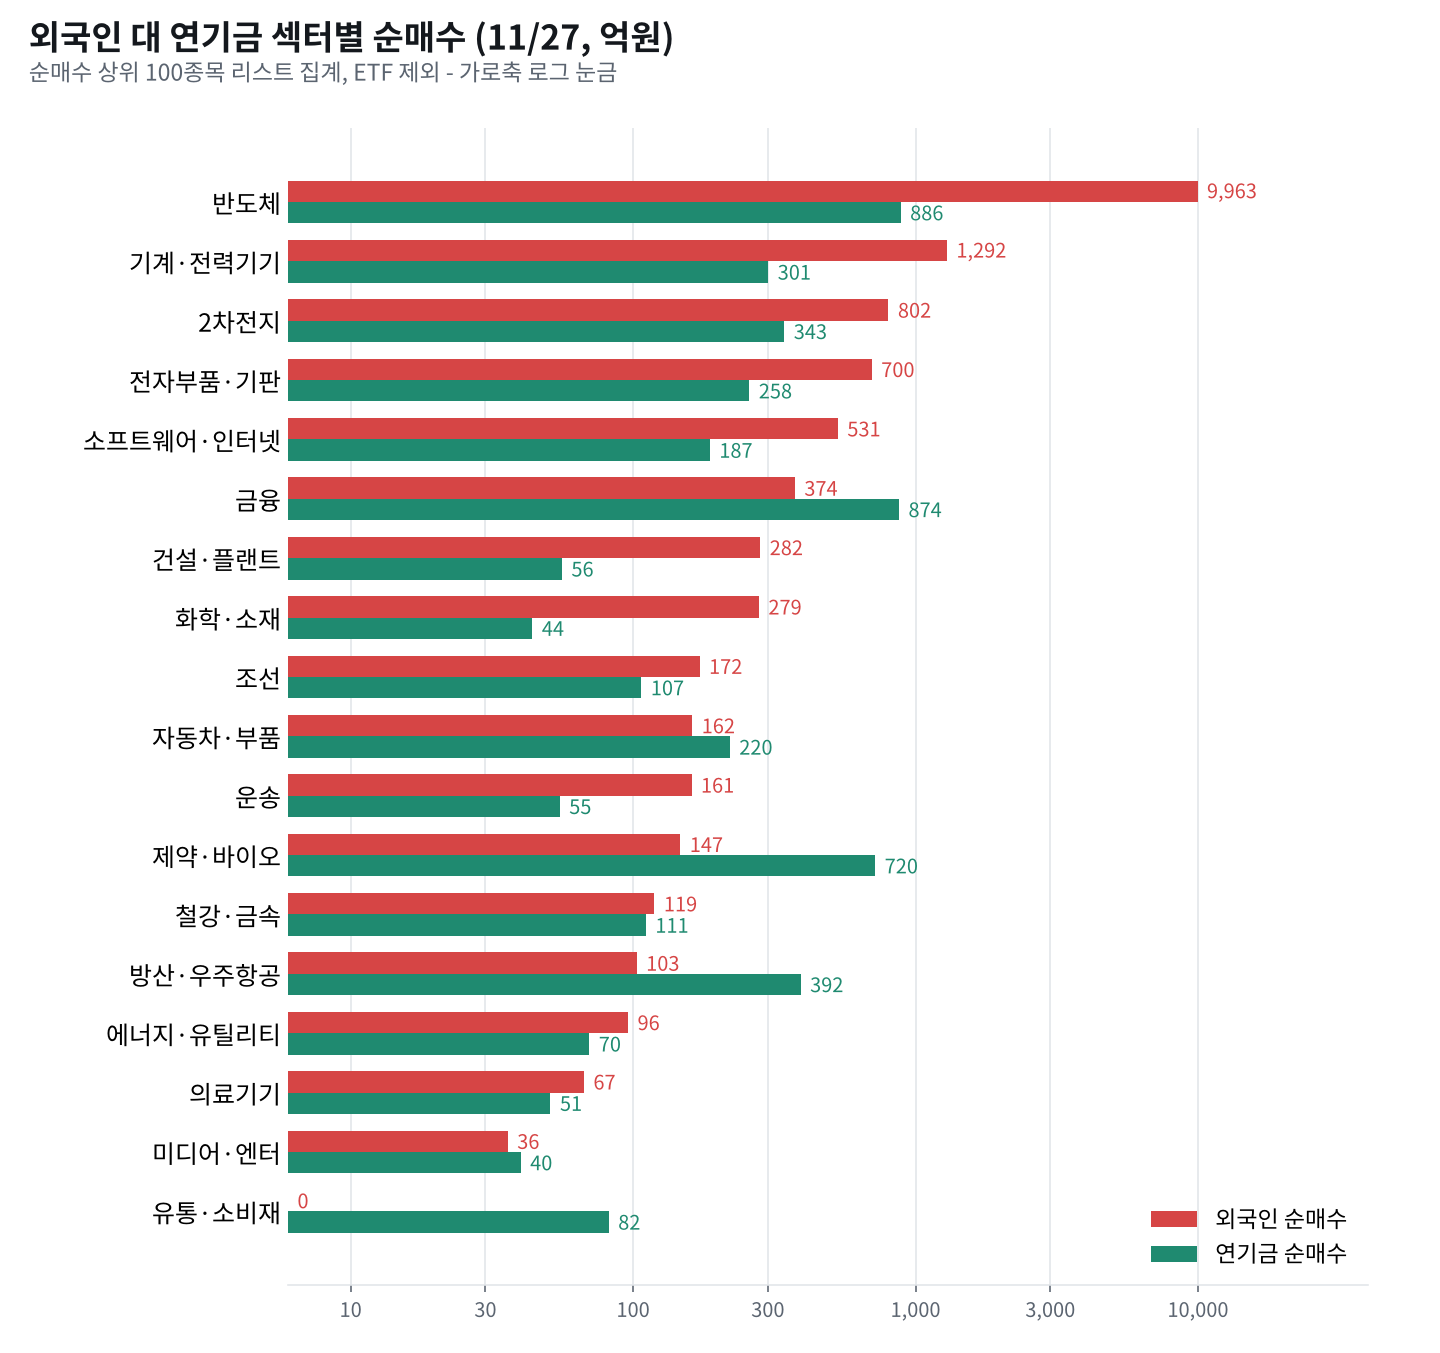 외국인 대 연기금 섹터별 순매수 (11/27, 억원)
순매수 상위 100종목 리스트 집계, ETF 제외 - 가로축 로그 눈금
반도체
9,963
886
기계·전력기기
1,292
301
2차전지
802
343
전자부품·기판
700
258
소프트웨어·인터넷
531
187
금융
374
874
건설·플랜트
282
56
화학·소재
279
44
조선
172
107
자동차·부품
162
220
운송
161
55
제약·바이오
147
720
철강·금속
119
111
방산·우주항공
103
392
에너지·유틸리티
96
70
의료기기
67
51
미디어·엔터
36
40
유통·소비재
0
82
외국인 순매수
연기금 순매수
10 30 100 300 1,000 3,000 10,000